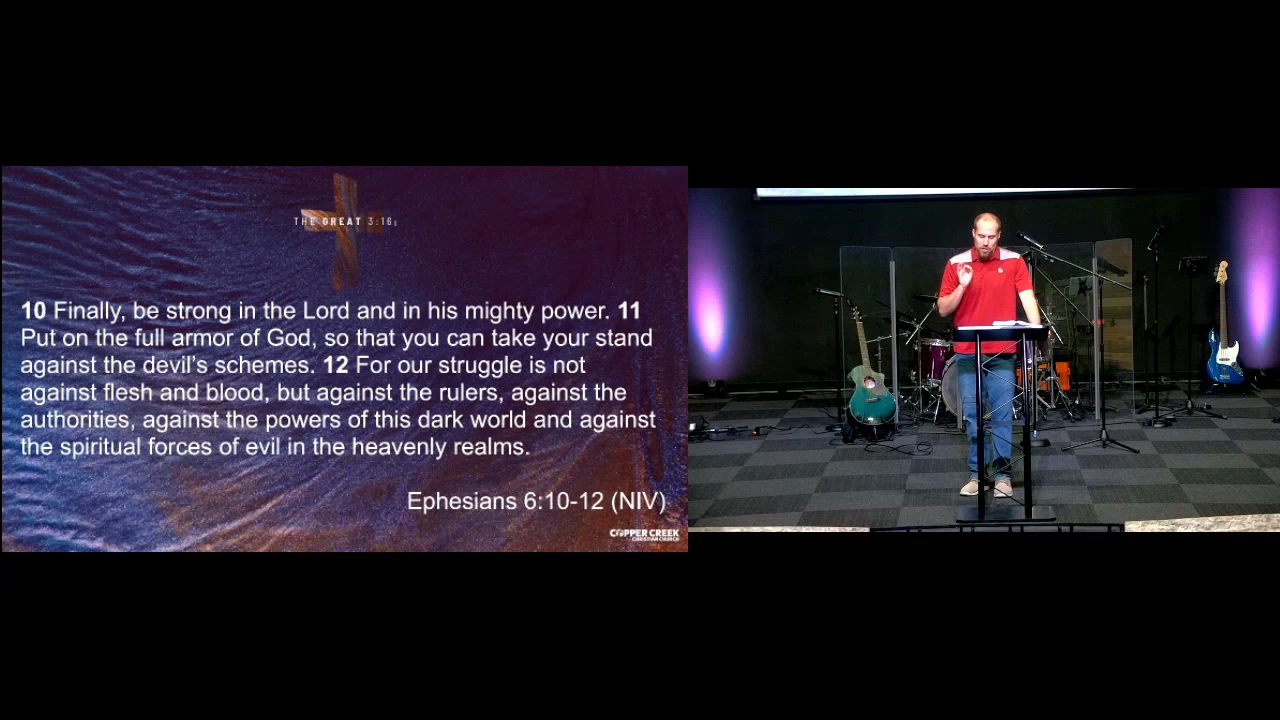 THE GREAT 3:16s
10 Finally, be strong in the Lord and in his mighty power. 11
Put on the full armor of God, so that you can take your stand
against the devil’s schemes. 12 For our struggle is not
against flesh and blood, but against the rulers, against the
authorities, against the powers of this dark world and against
the spiritual forces of evil in the heavenly realms.
Ephesians 6:10-12 (NIV)
COPPER CREEK
CHRISTIAN CHURCH